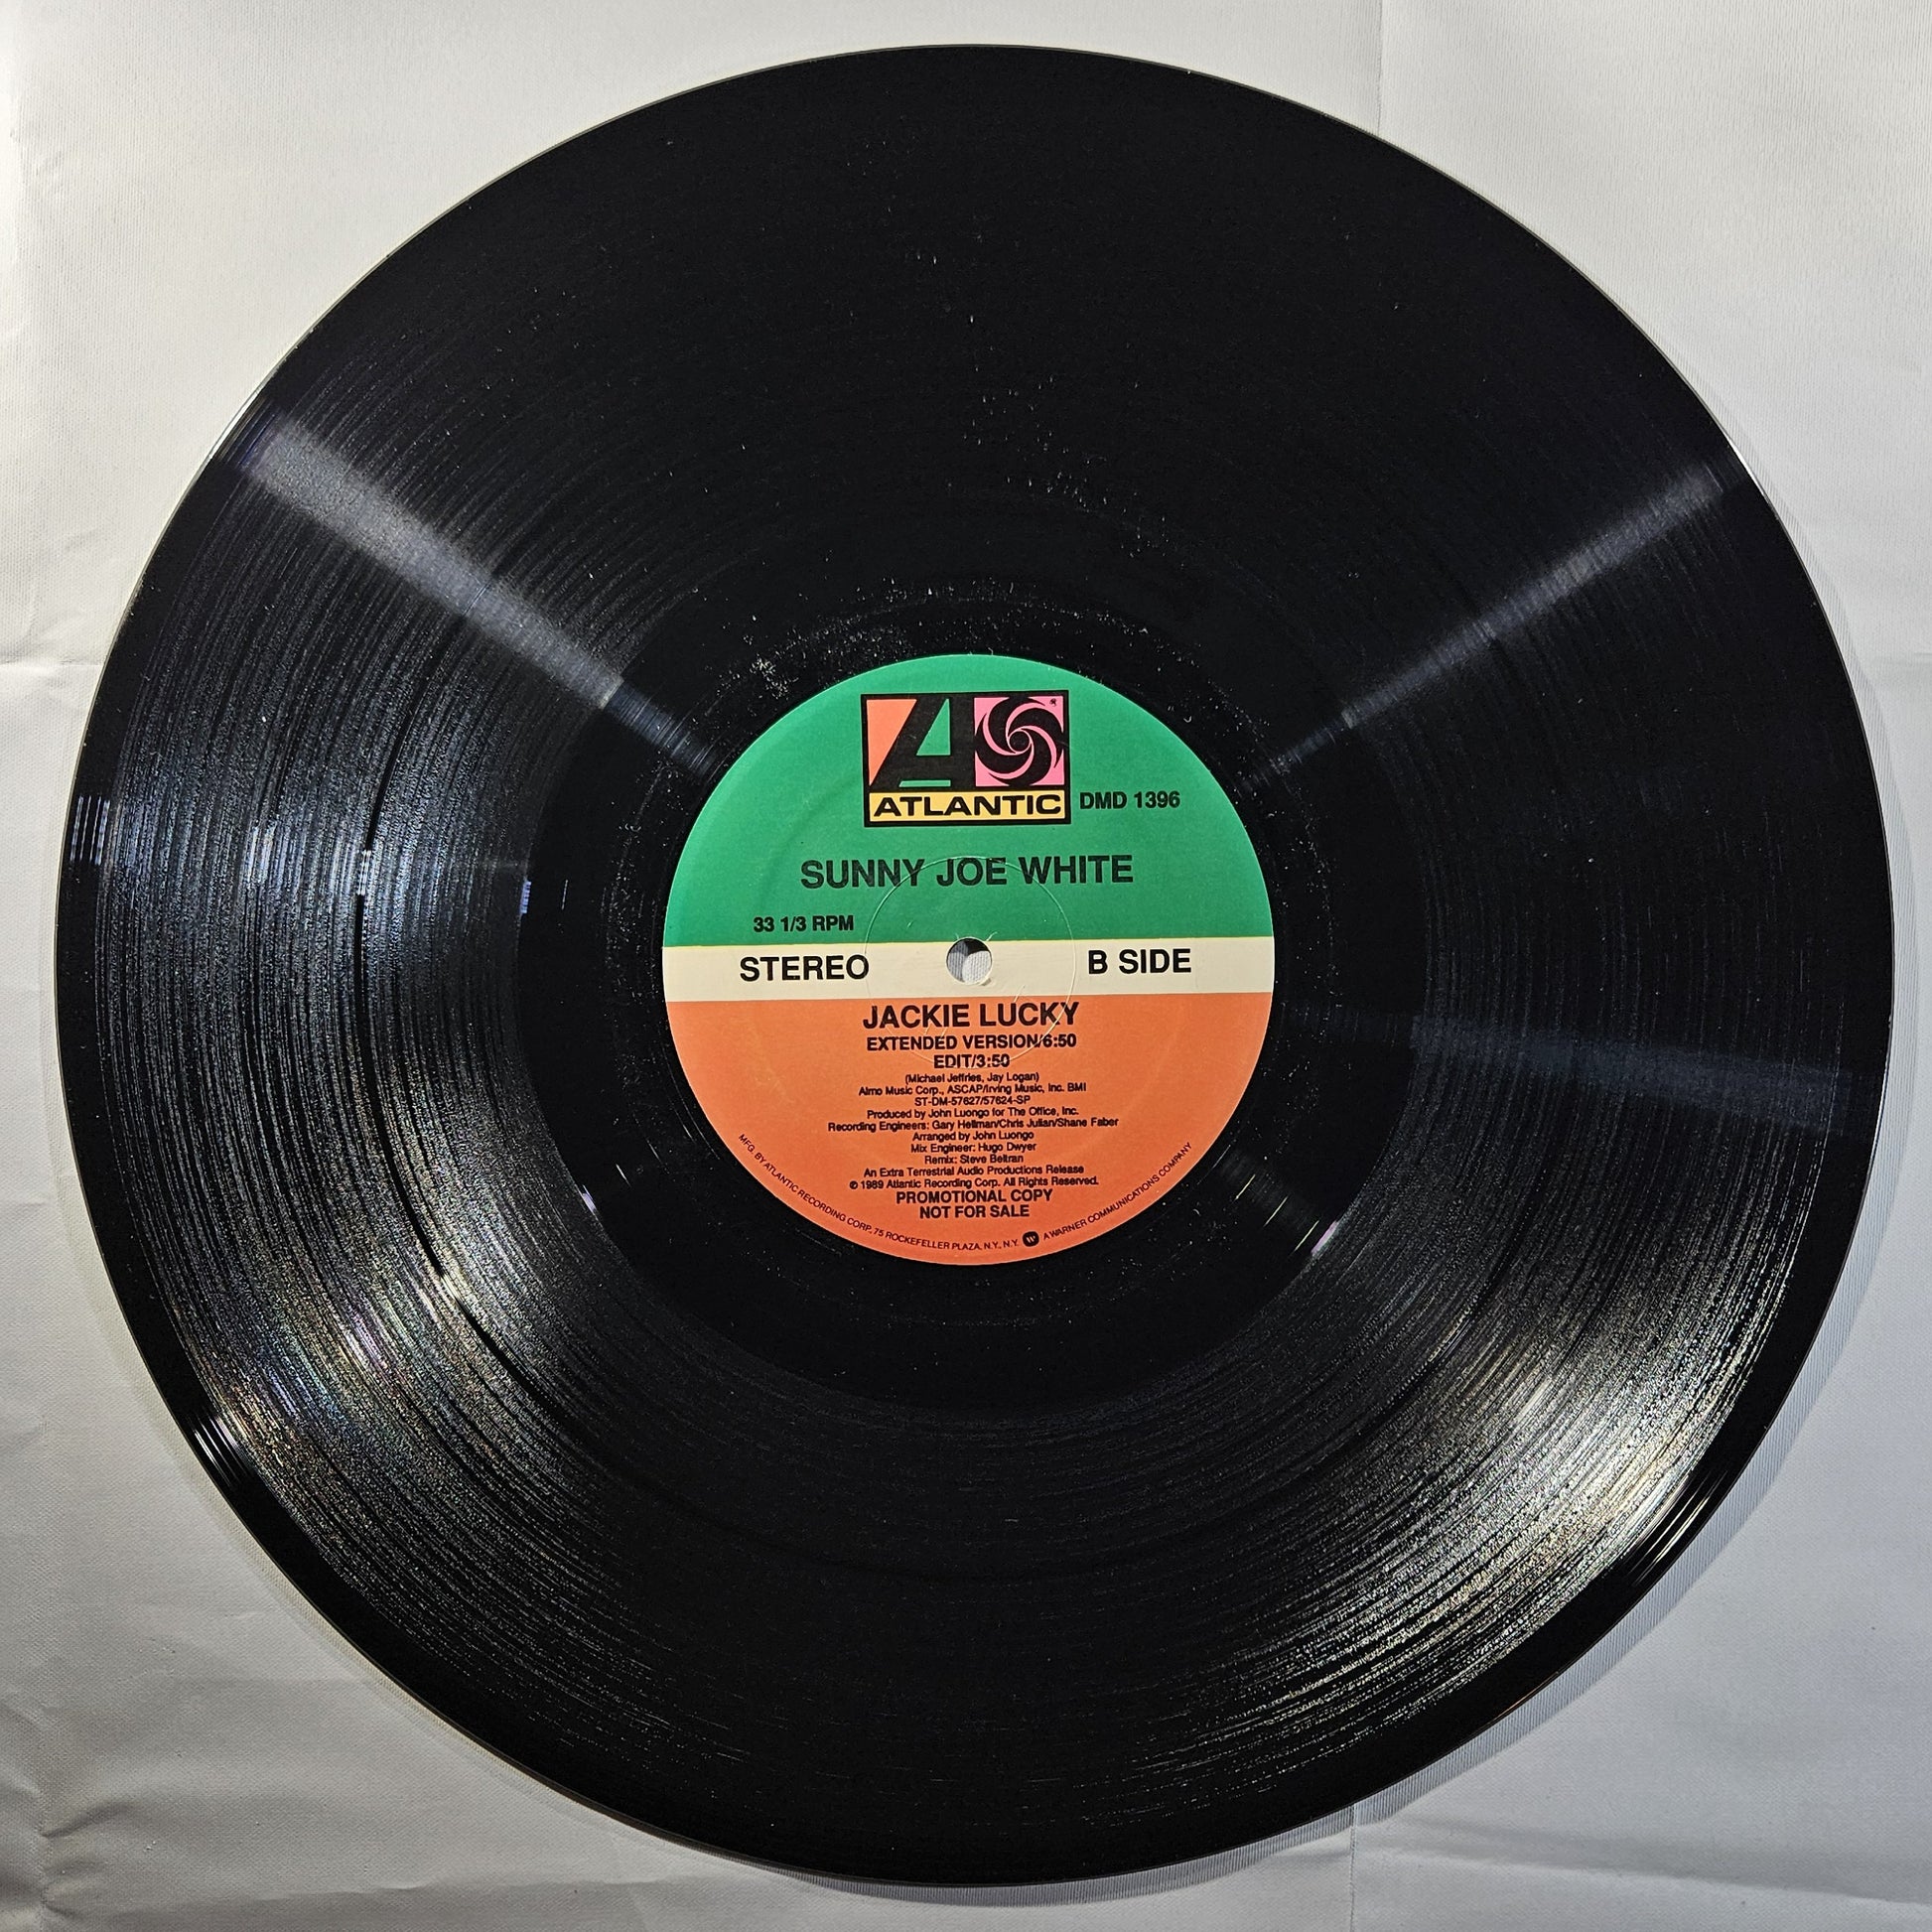 ATLANTIC
DMD 1396
SUNNY JOE WHITE
33 1/3 RPM
STEREO
B SIDE
JACKIE LUCKY
EXTENDED VERSION/6:50
EDIT/3:50
(Michael Jeffries, Jay Logan)
Almo Music Corp., ASCAP/Irving Music, Inc. BMI
ST-DM-57627/57624-SP
Produced by John Luongo for The Office, Inc.
Recording Engineers: Gary Hellman/Chris Julian/Shane Faber
Arranged by John Luongo
Mix Engineer: Hugo Dwyer
Remix: Steve Beltran
An Extra Terrestrial Audio Productions Release
℗ 1989 Atlantic Recording Corp. All Rights Reserved.
PROMOTIONAL COPY
NOT FOR SALE
MFG. BY ATLANTIC RECORDING CORP., 75 ROCKEFELLER PLAZA, N.Y., N.Y. A WARNER COMMUNICATIONS COMPANY